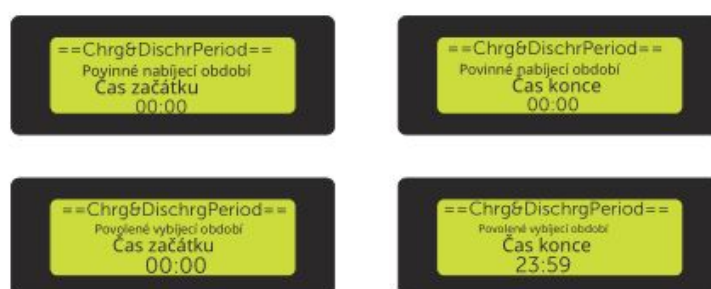 ==Chrg&DischrPeriod==
Povinné nabíjecí období
Čas začátku
00:00
==Chrg&DischrPeriod==
Povinné nabíjecí období
Čas konce
00:00
==Chrg&DischrgPeriod==
Povolené vybíjecí období
Čas začátku
00:00
==Chrg&DischrgPeriod==
Povolené vybíjecí období
Čas konce
23:59